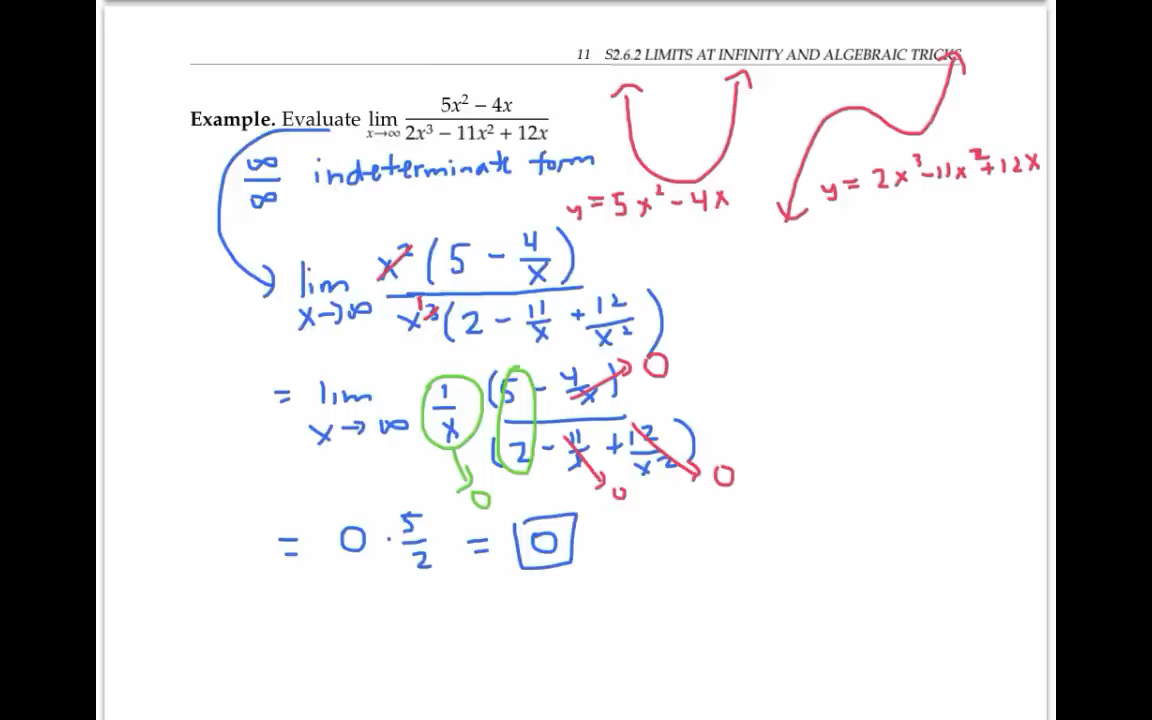 11 S2.6.2 LIMITS AT INFINITY AND ALGEBRAIC TRICKS
Example. Evaluate lim x→∞ (5x² − 4x)/(2x³ − 11x² + 12x)
∞/∞ indeterminate form
y = 5x² − 4x
y = 2x³ − 11x² + 12x
lim x→∞ x²(5 − 4/x) / x³(2 − 11/x + 12/x²)
1
= lim x→∞ 1/x (5 − 4/x)/(2 − 11/x + 12/x²)
0
0
0
0
= 0 · 5/2 = 0